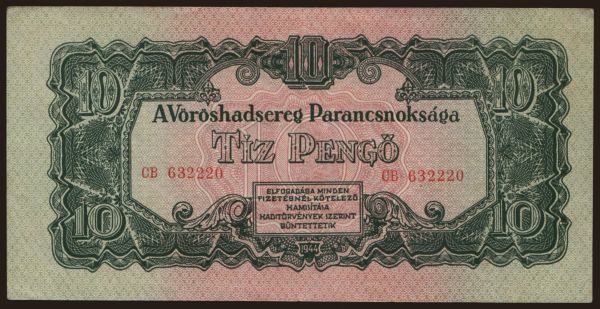 10 10 10
A Vöröshadsereg Parancsnoksága
TÍZ PENGŐ
CB 632220 CB 632220
ELFOGADÁSA MINDEN
FIZETÉSNÉL KÖTELEZŐ
HAMISÍTÁSA
HADITÖRVÉNYEK SZERINT
BÜNTETTETIK
10 1944 10